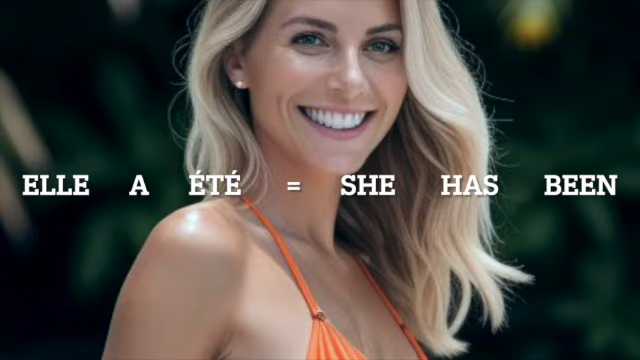 ELLE A ÉTÉ = SHE HAS BEEN